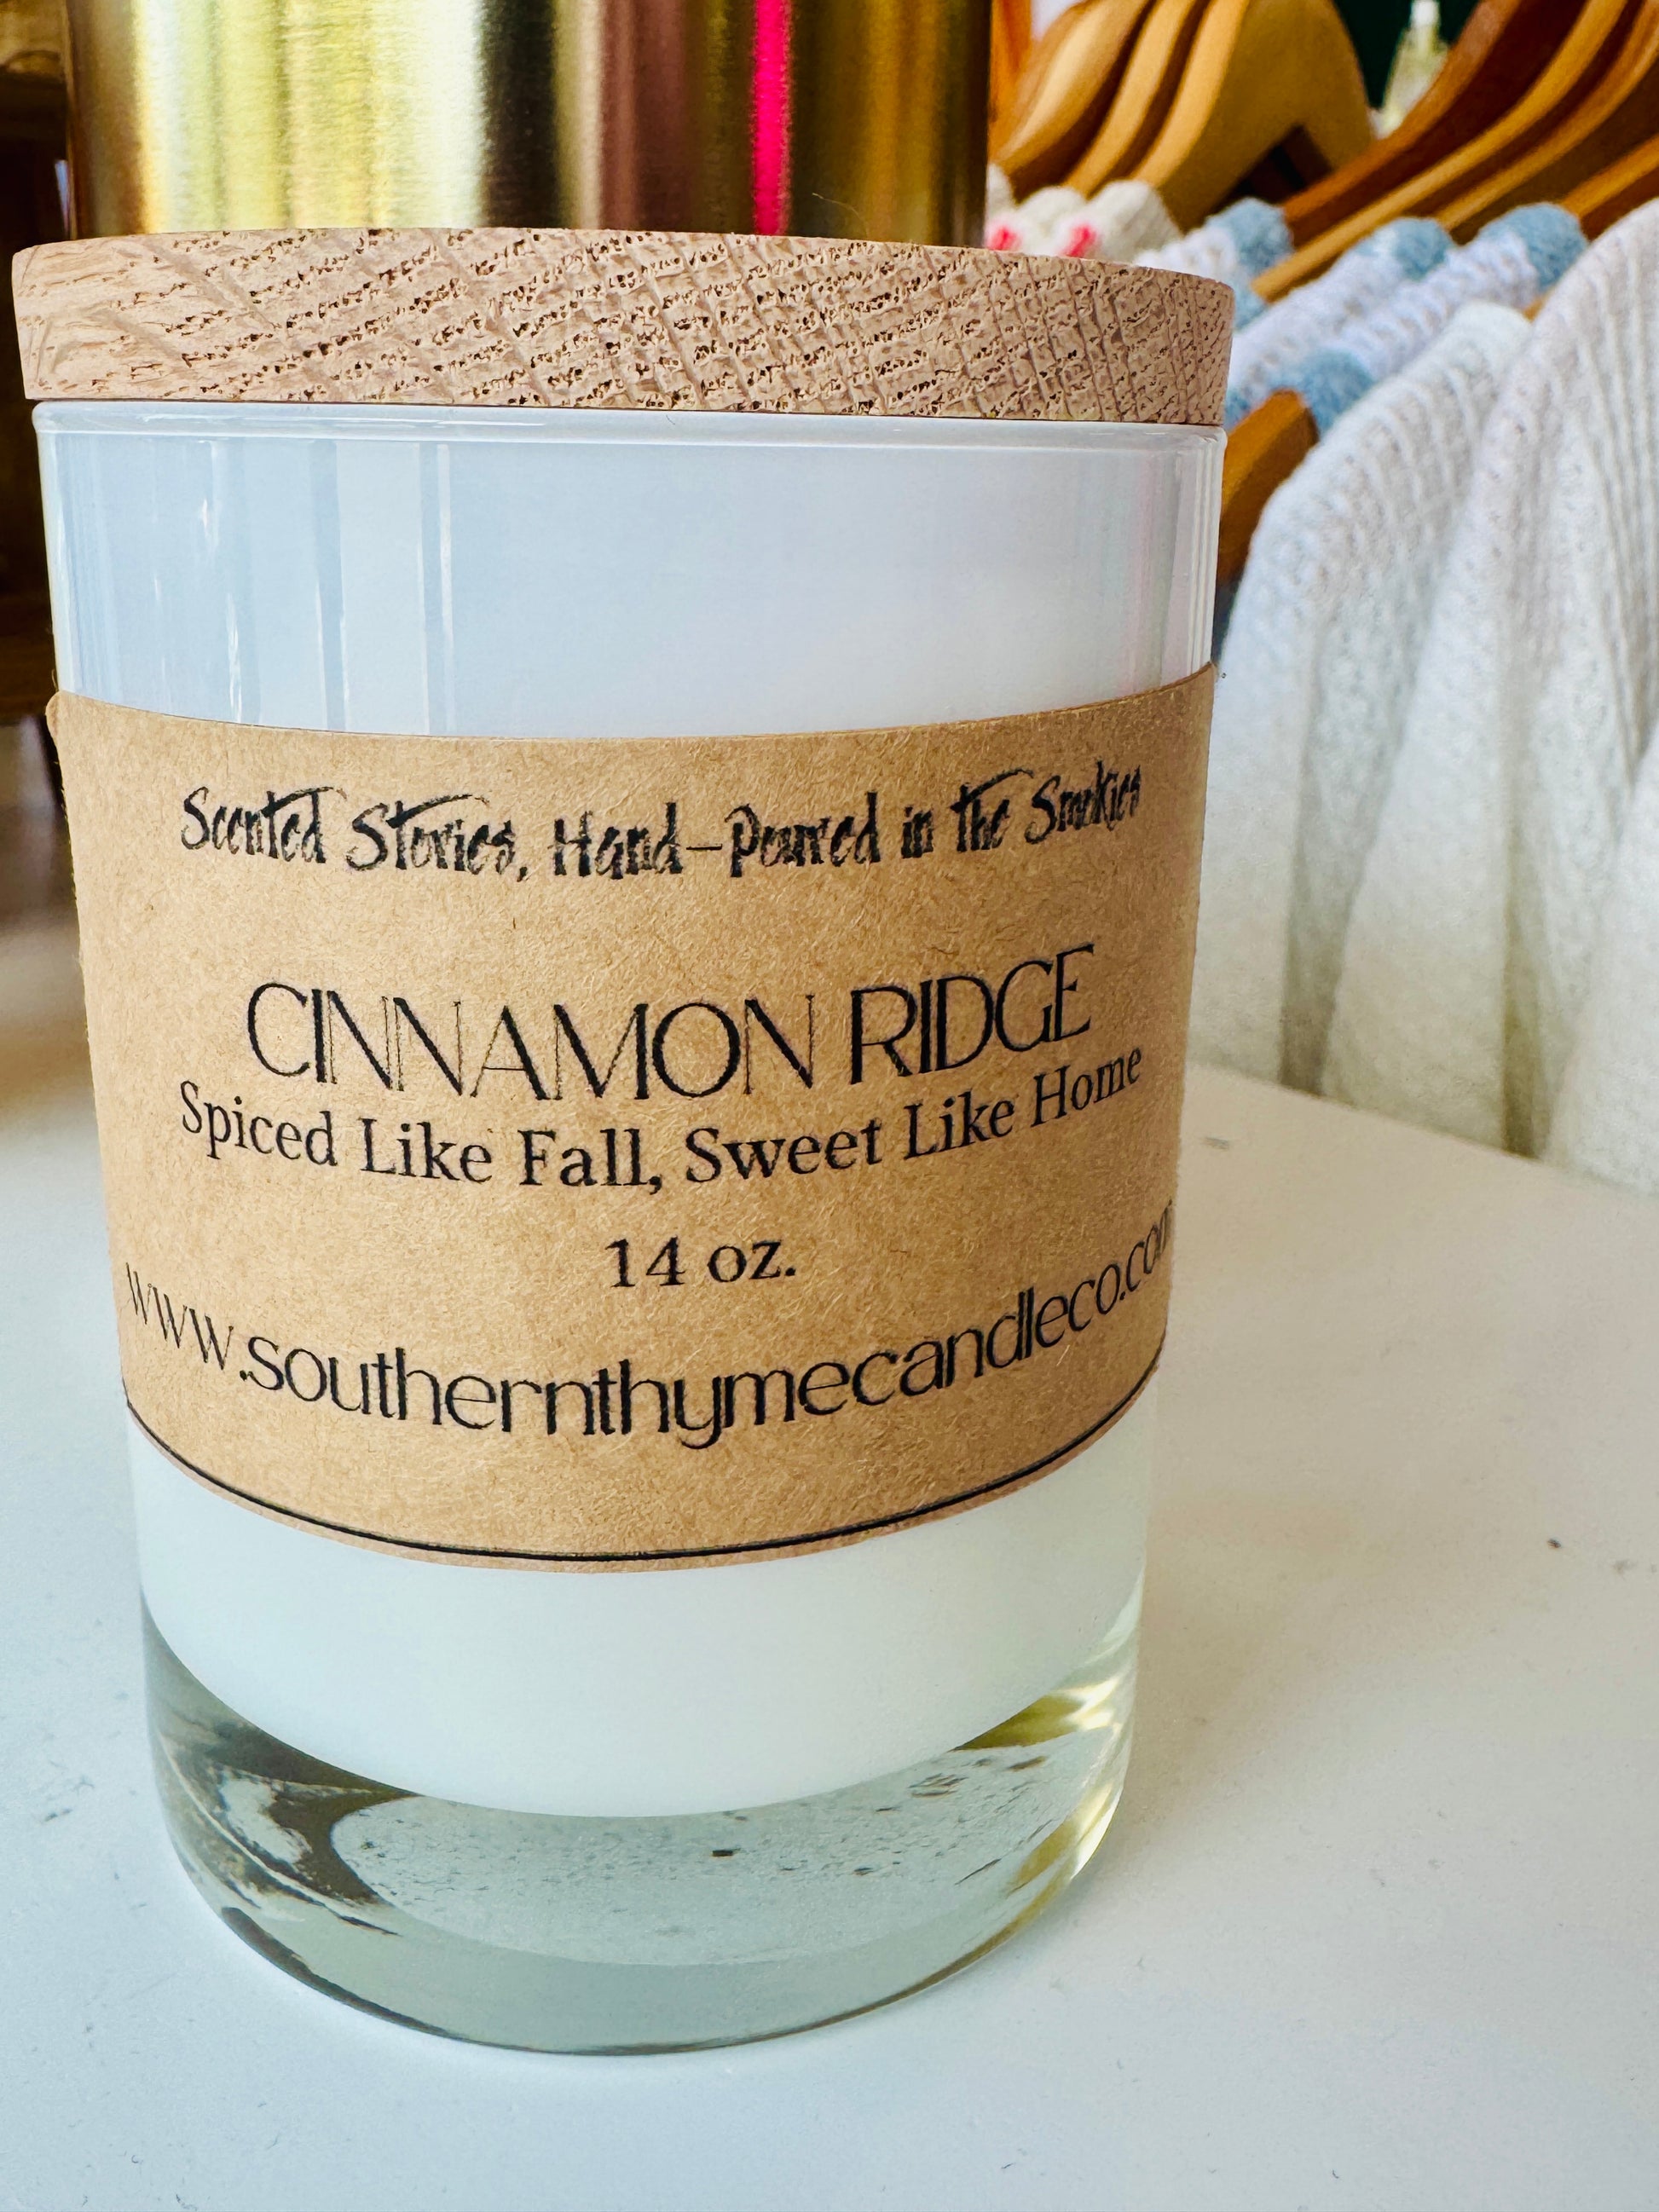 Scented Stories, Hand-Poured in the Smokies
CINNAMON RIDGE
Spiced Like Fall, Sweet Like Home
14 oz.
www.southernthymecandleco.com